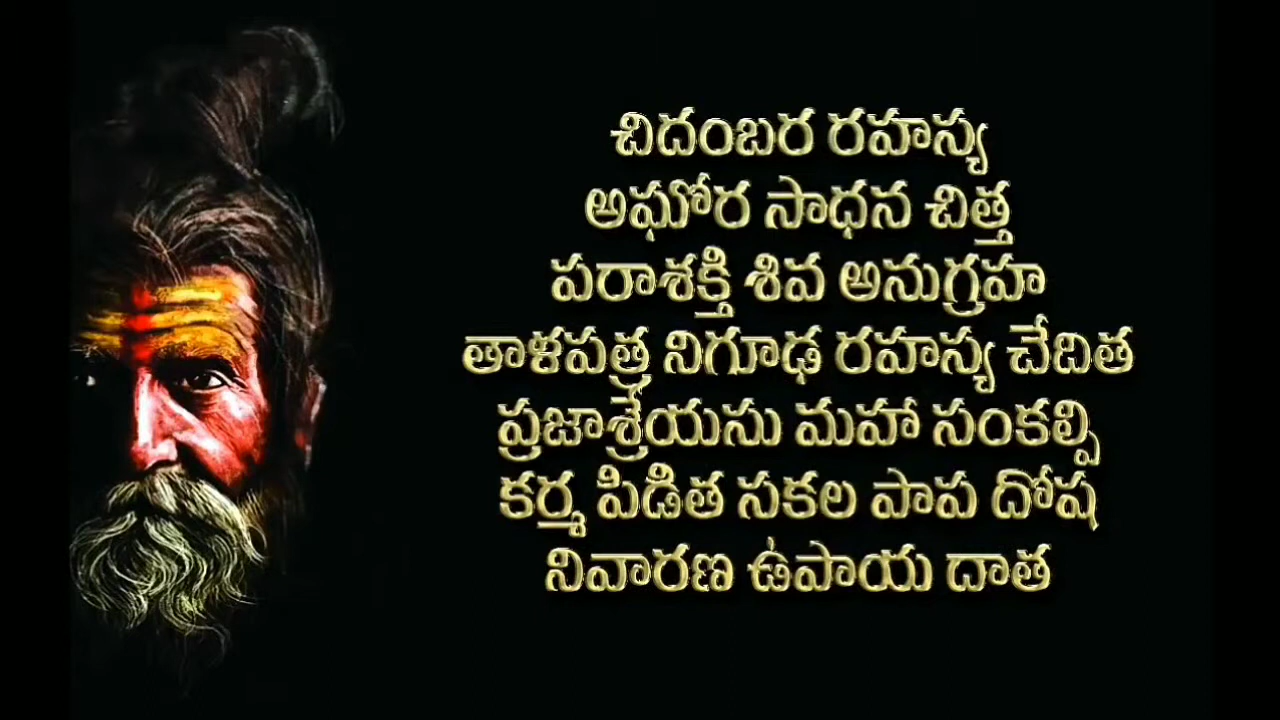 చిదంబర రహస్య
అఘోర సాధన చిత్త
పరాశక్తి శివ అనుగ్రహ
తాళపత్ర నిగూఢ రహస్య చేదిత
ప్రజాశ్రేయసు మహా సంకల్పి
కర్మ పిడిత సకల పాప దోష
నివారణ ఉపాయ దాత